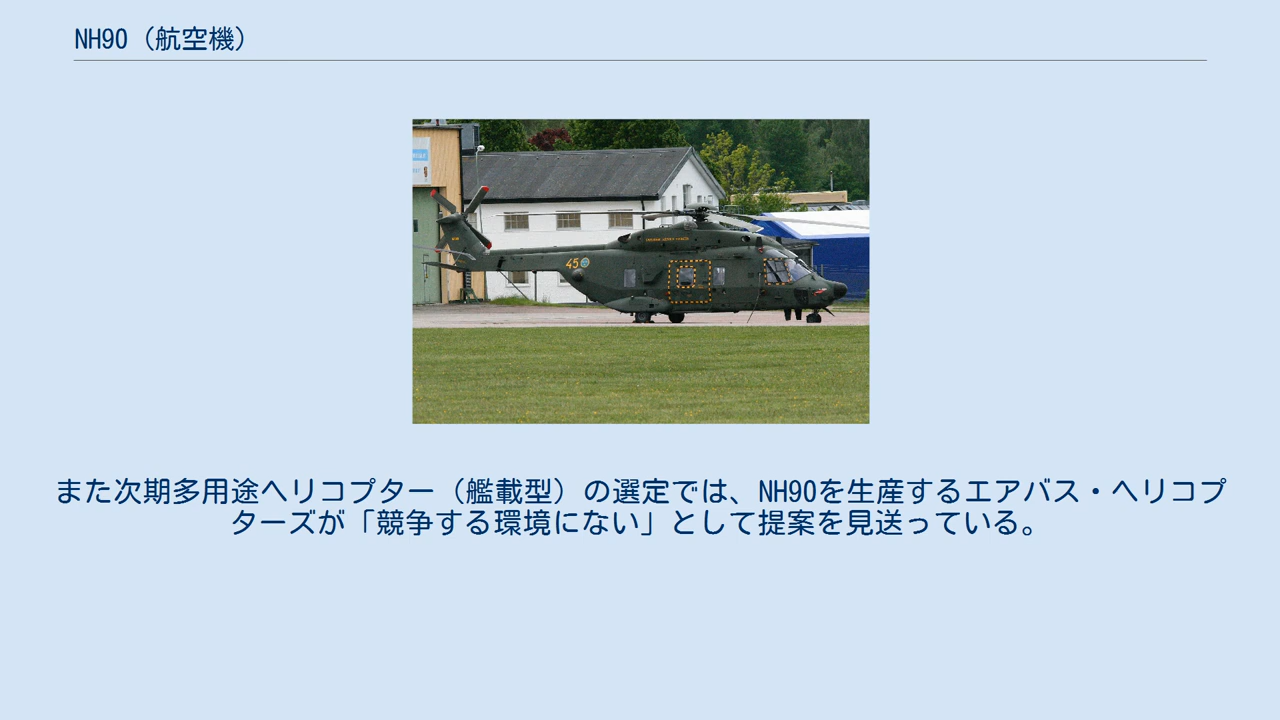 NH90（航空機）
45
また次期多用途ヘリコプター（艦載型）の選定では、NH90を生産するエアバス・ヘリコプ
ターズが「競争する環境にない」として提案を見送っている。